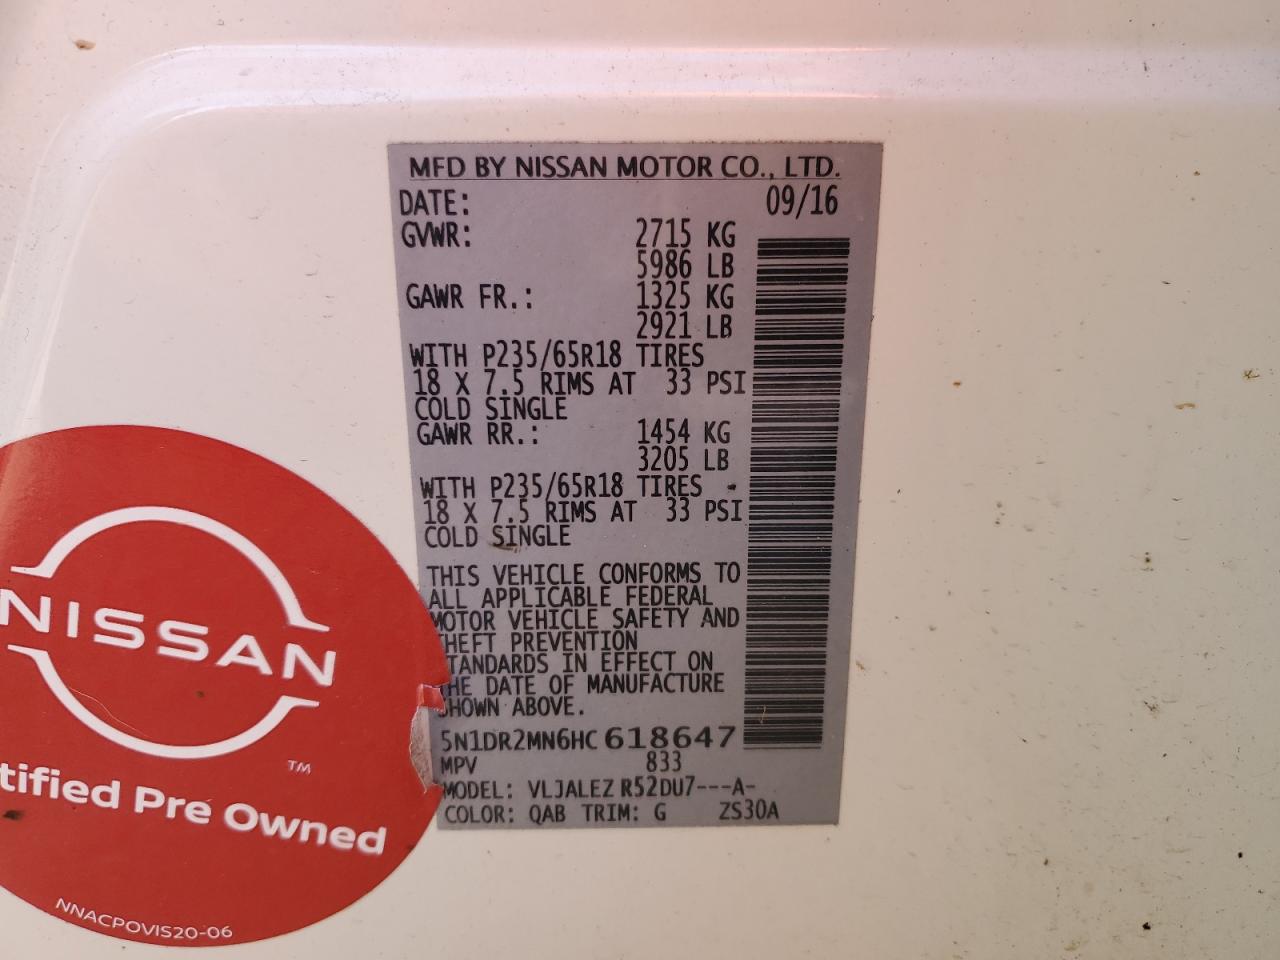 MFD BY NISSAN MOTOR CO., LTD.
DATE: 09/16
GVWR: 2715 KG
5986 LB
GAWR FR.: 1325 KG
2921 LB
WITH P235/65R18 TIRES
18 X 7.5 RIMS AT 33 PSI
COLD SINGLE
GAWR RR.: 1454 KG
3205 LB
WITH P235/65R18 TIRES
18 X 7.5 RIMS AT 33 PSI
COLD SINGLE
THIS VEHICLE CONFORMS TO
ALL APPLICABLE FEDERAL
MOTOR VEHICLE SAFETY AND
THEFT PREVENTION
STANDARDS IN EFFECT ON
THE DATE OF MANUFACTURE
SHOWN ABOVE.
5N1DR2MN6HC618647
MPV 833
MODEL: VLJALEZ R52DU7---A-
COLOR: QAB TRIM: G ZS30A
NISSAN
TM
tified Pre Owned
NNACPOVIS20-06